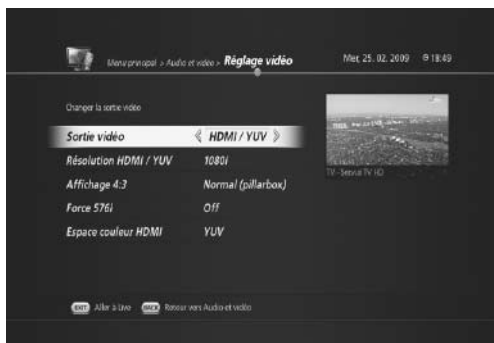 Menu principal > Audio et vidéo > Réglage vidéo
Mer, 25. 02. 2009 18:49
Changer la sortie vidéo
Sortie vidéo HDMI / YUV
Résolution HDMI / YUV 1080i
Affichage 4:3 Normal (pillarbox)
Force 576i Off
Espace couleur HDMI YUV
TV - Servus TV HD
EXIT Aller à Live BACK Retour vers Audio et vidéo